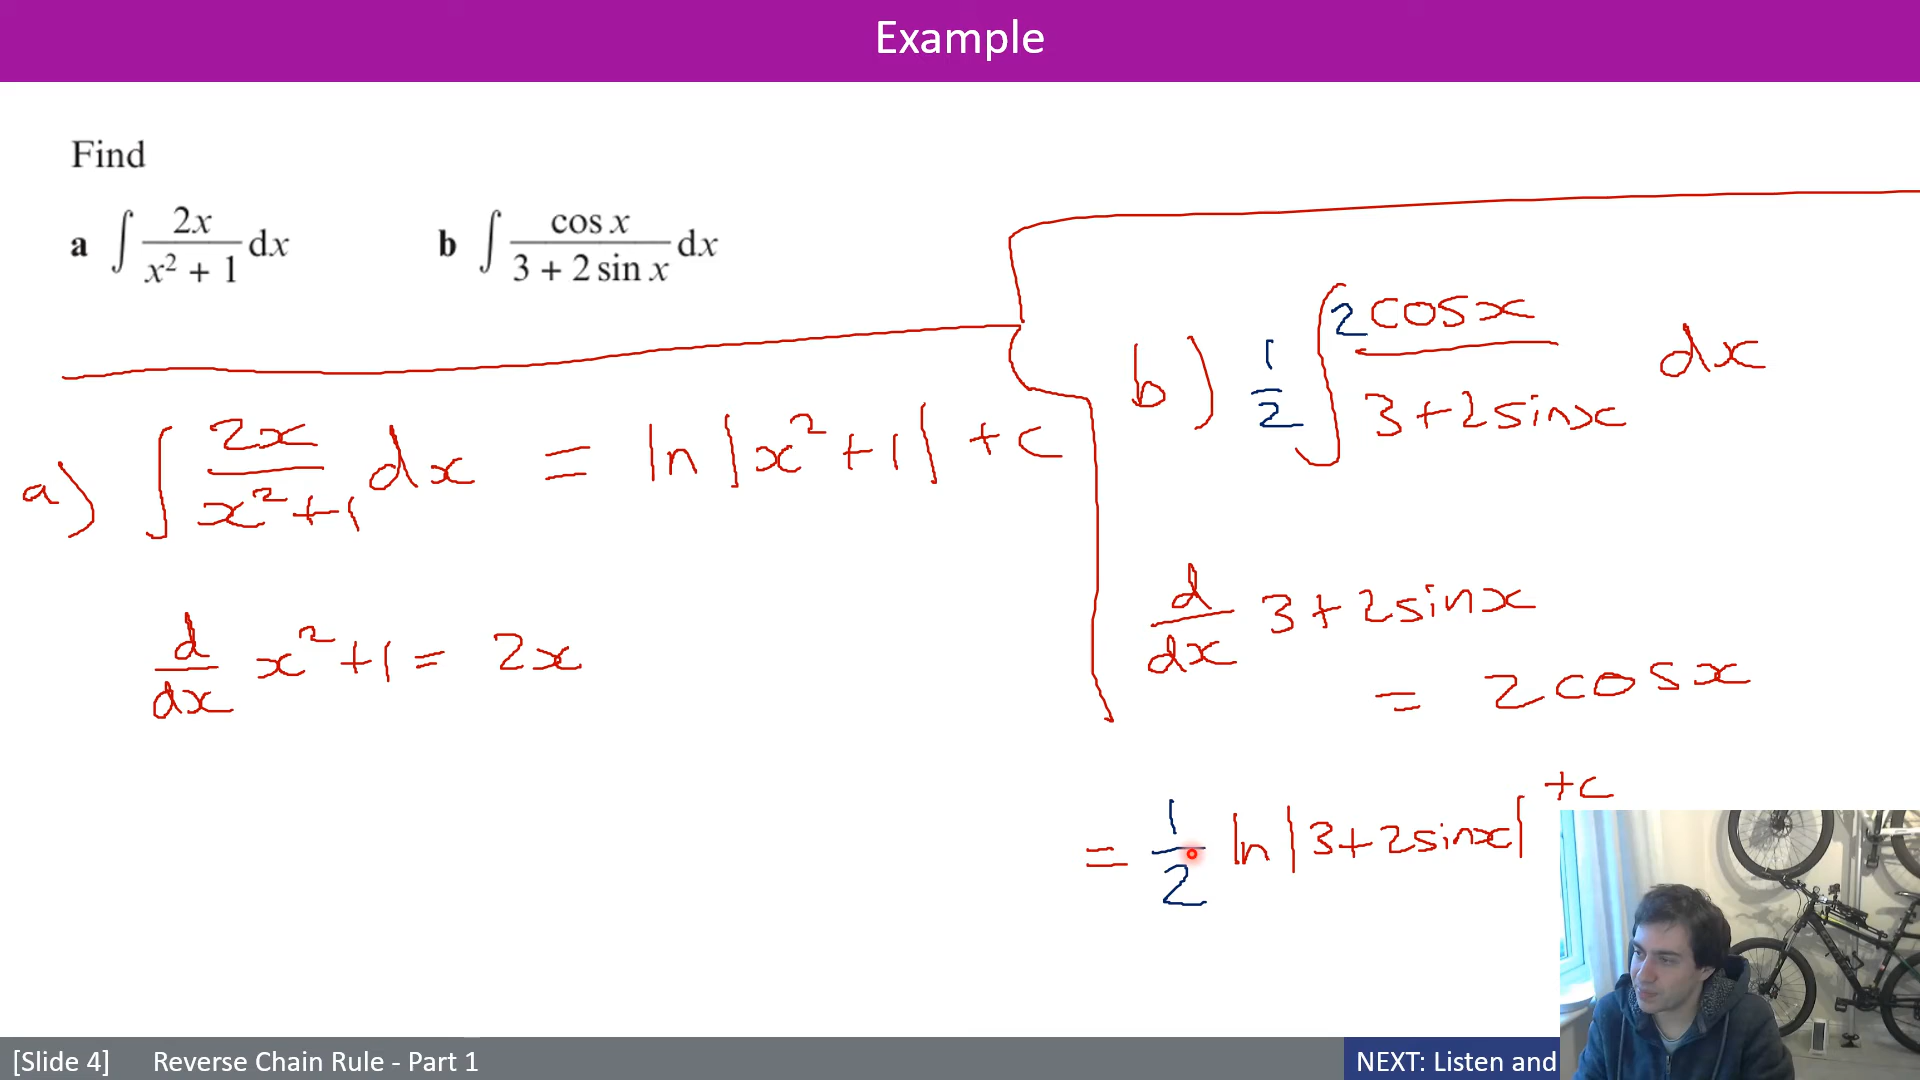 Example
Find
a ∫ 2x/(x² + 1) dx    b ∫ cos x/(3 + 2 sin x) dx
a) ∫ 2x/(x²+1) dx = ln|x²+1| + c
d/dx x²+1 = 2x
b) 1/2 ∫ 2cosx/(3+2sinx) dx
d/dx 3+2sinx
= 2cosx
= 1/2 ln|3+2sinx| +c
[Slide 4] Reverse Chain Rule - Part 1
NEXT: Listen and